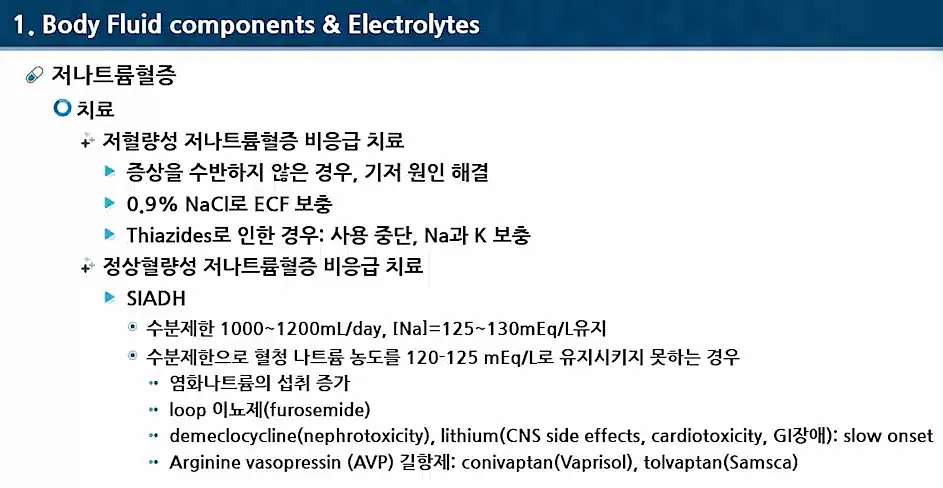 1. Body Fluid components & Electrolytes
저나트륨혈증
치료
저혈량성 저나트륨혈증 비응급 치료
증상을 수반하지 않은 경우, 기저 원인 해결
0.9% NaCl로 ECF 보충
Thiazides로 인한 경우: 사용 중단, Na과 K 보충
정상혈량성 저나트륨혈증 비응급 치료
SIADH
수분제한 1000~1200mL/day, [Na]=125~130mEq/L유지
수분제한으로 혈청 나트륨 농도를 120-125 mEq/L로 유지시키지 못하는 경우
염화나트륨의 섭취 증가
loop 이뇨제(furosemide)
demeclocycline(nephrotoxicity), lithium(CNS side effects, cardiotoxicity, GI장애): slow onset
Arginine vasopressin (AVP) 길항제: conivaptan(Vaprisol), tolvaptan(Samsca)